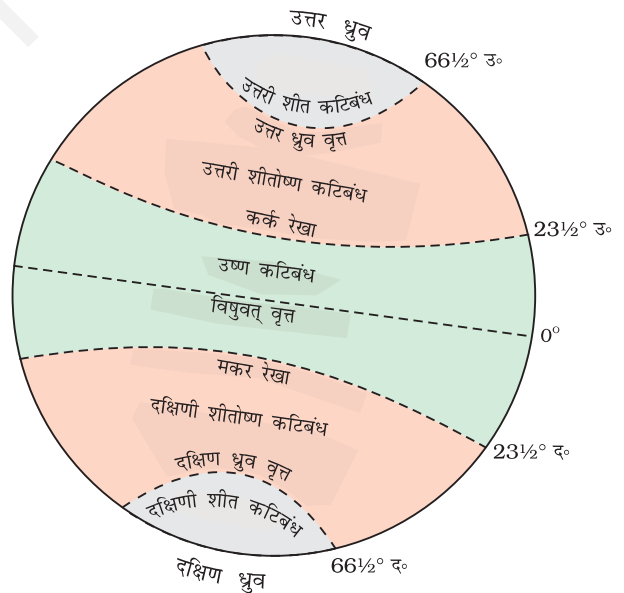 उत्तर ध्रुव
66½° उ॰
उत्तरी शीत कटिबंध
उत्तर ध्रुव वृत्त
उत्तरी शीतोष्ण कटिबंध
कर्क रेखा
23½° उ॰
उष्ण कटिबंध
विषुवत् वृत्त
0°
मकर रेखा
दक्षिणी शीतोष्ण कटिबंध
23½° द॰
दक्षिण ध्रुव वृत्त
दक्षिणी शीत कटिबंध
66½° द॰
दक्षिण ध्रुव